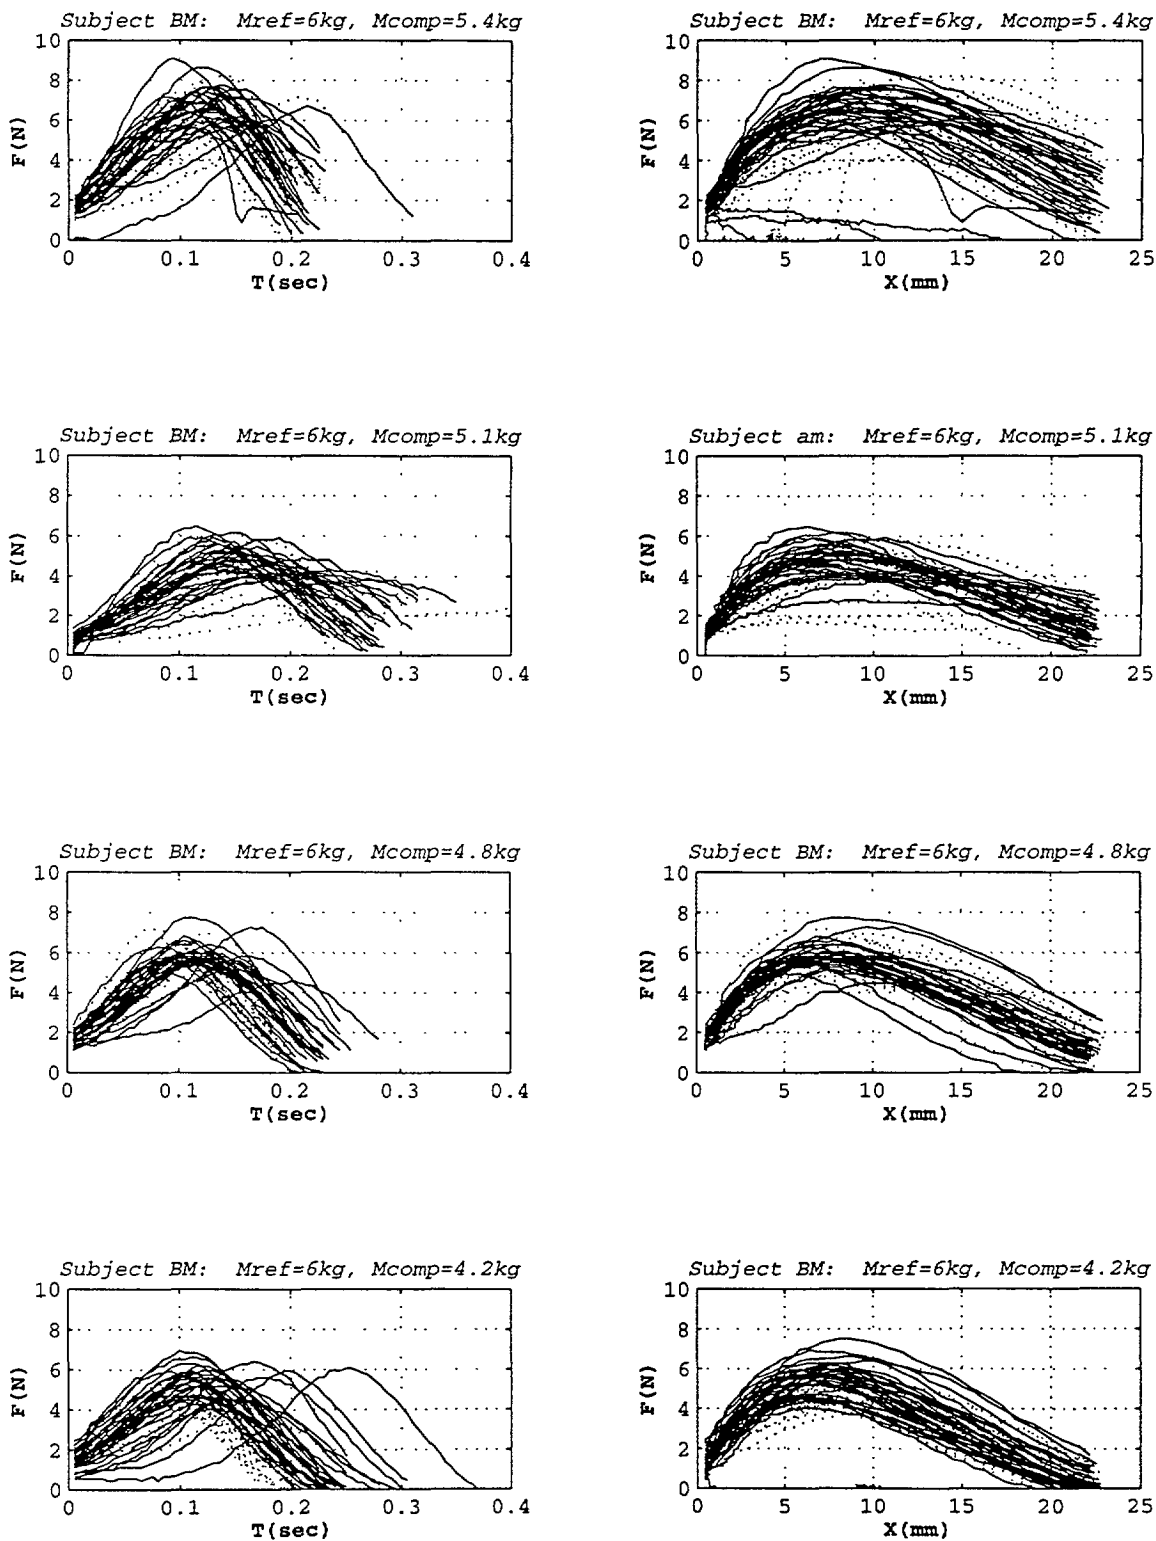 Subject BM: Mref=6kg, Mcomp=5.4kg
10
8
6
4
2
0
F(N)
0 0.1 0.2 0.3 0.4
T(sec)
Subject BM: Mref=6kg, Mcomp=5.4kg
10
8
6
4
2
0
F(N)
0 5 10 15 20 25
X(mm)
Subject BM: Mref=6kg, Mcomp=5.1kg
10
8
6
4
2
0
F(N)
0 0.1 0.2 0.3 0.4
T(sec)
Subject am: Mref=6kg, Mcomp=5.1kg
10
8
6
4
2
0
F(N)
0 5 10 15 20 25
X(mm)
Subject BM: Mref=6kg, Mcomp=4.8kg
10
8
6
4
2
0
F(N)
0 0.1 0.2 0.3 0.4
T(sec)
Subject BM: Mref=6kg, Mcomp=4.8kg
10
8
6
4
2
0
F(N)
0 5 10 15 20 25
X(mm)
Subject BM: Mref=6kg, Mcomp=4.2kg
10
8
6
4
2
0
F(N)
0 0.1 0.2 0.3 0.4
T(sec)
Subject BM: Mref=6kg, Mcomp=4.2kg
10
8
6
4
2
0
F(N)
0 5 10 15 20 25
X(mm)